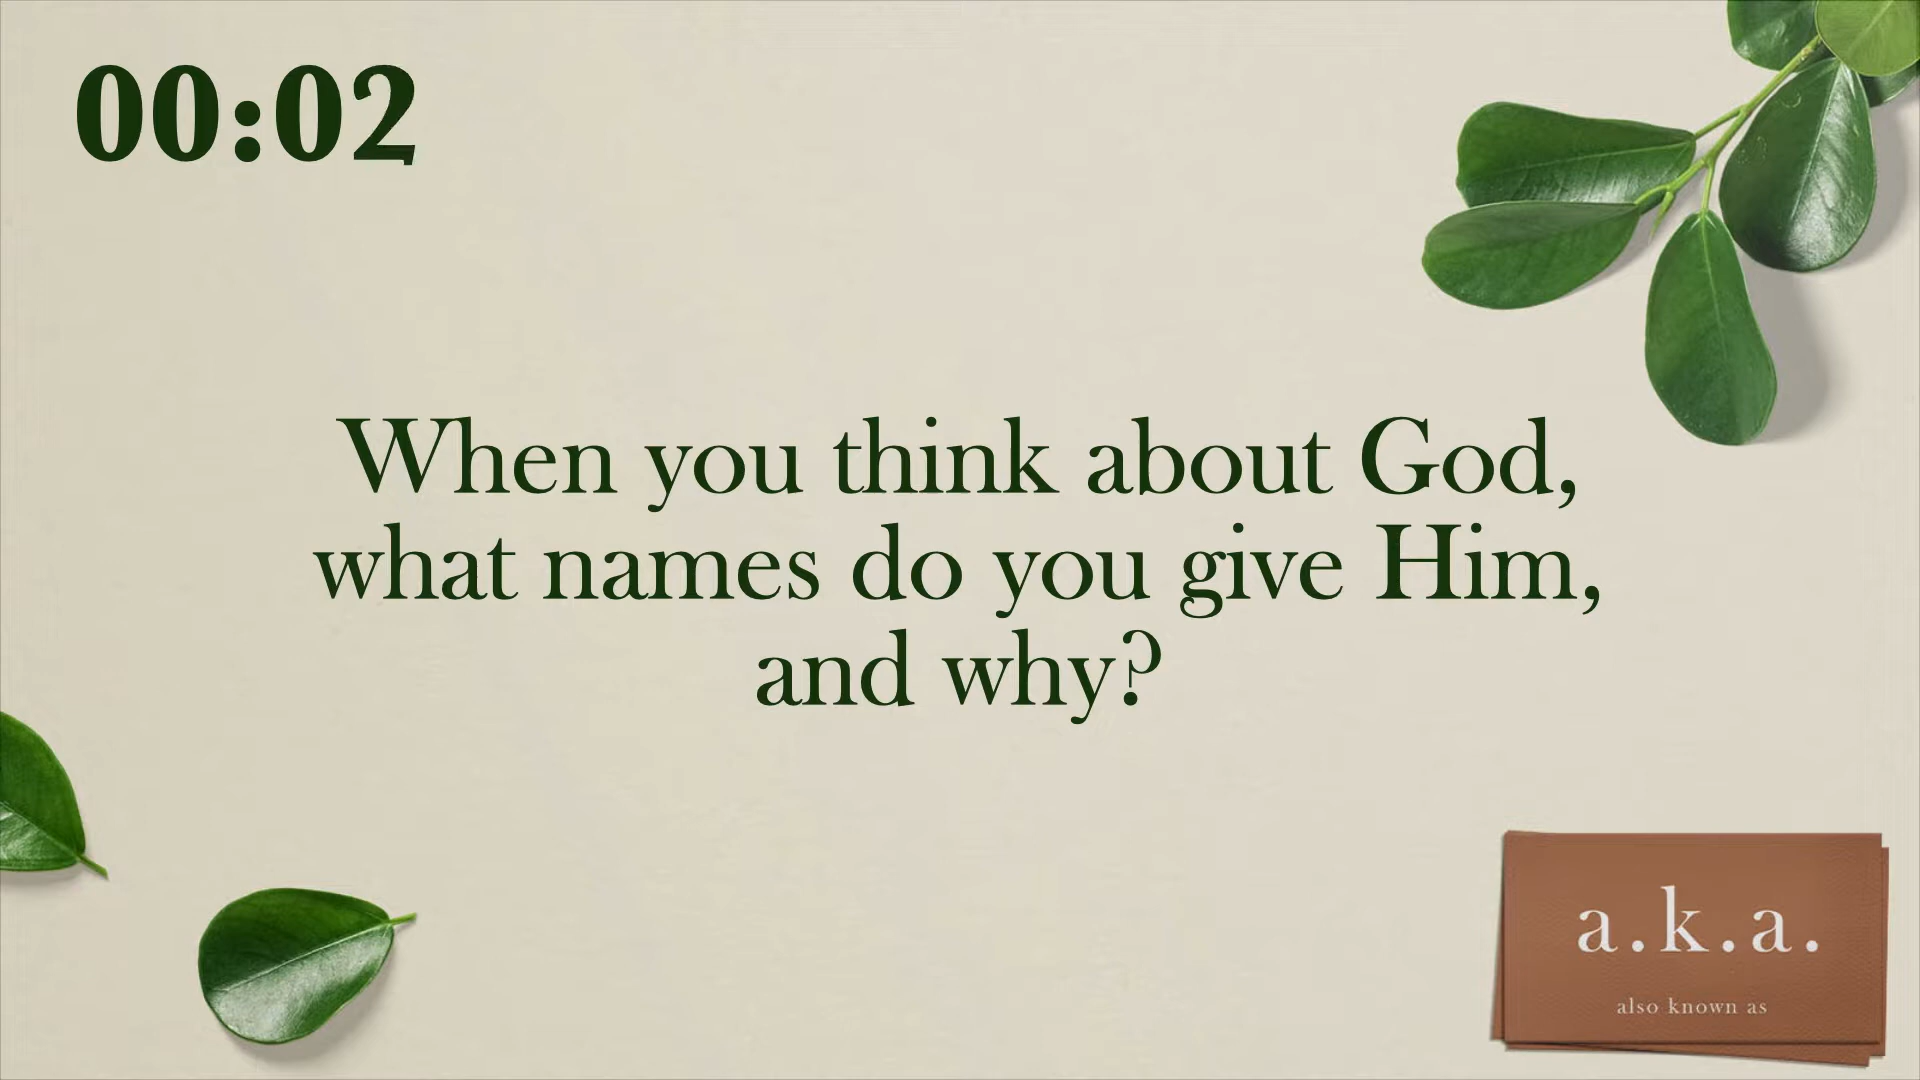 00:02
When you think about God,
what names do you give Him,
and why?
a.k.a.
also known as